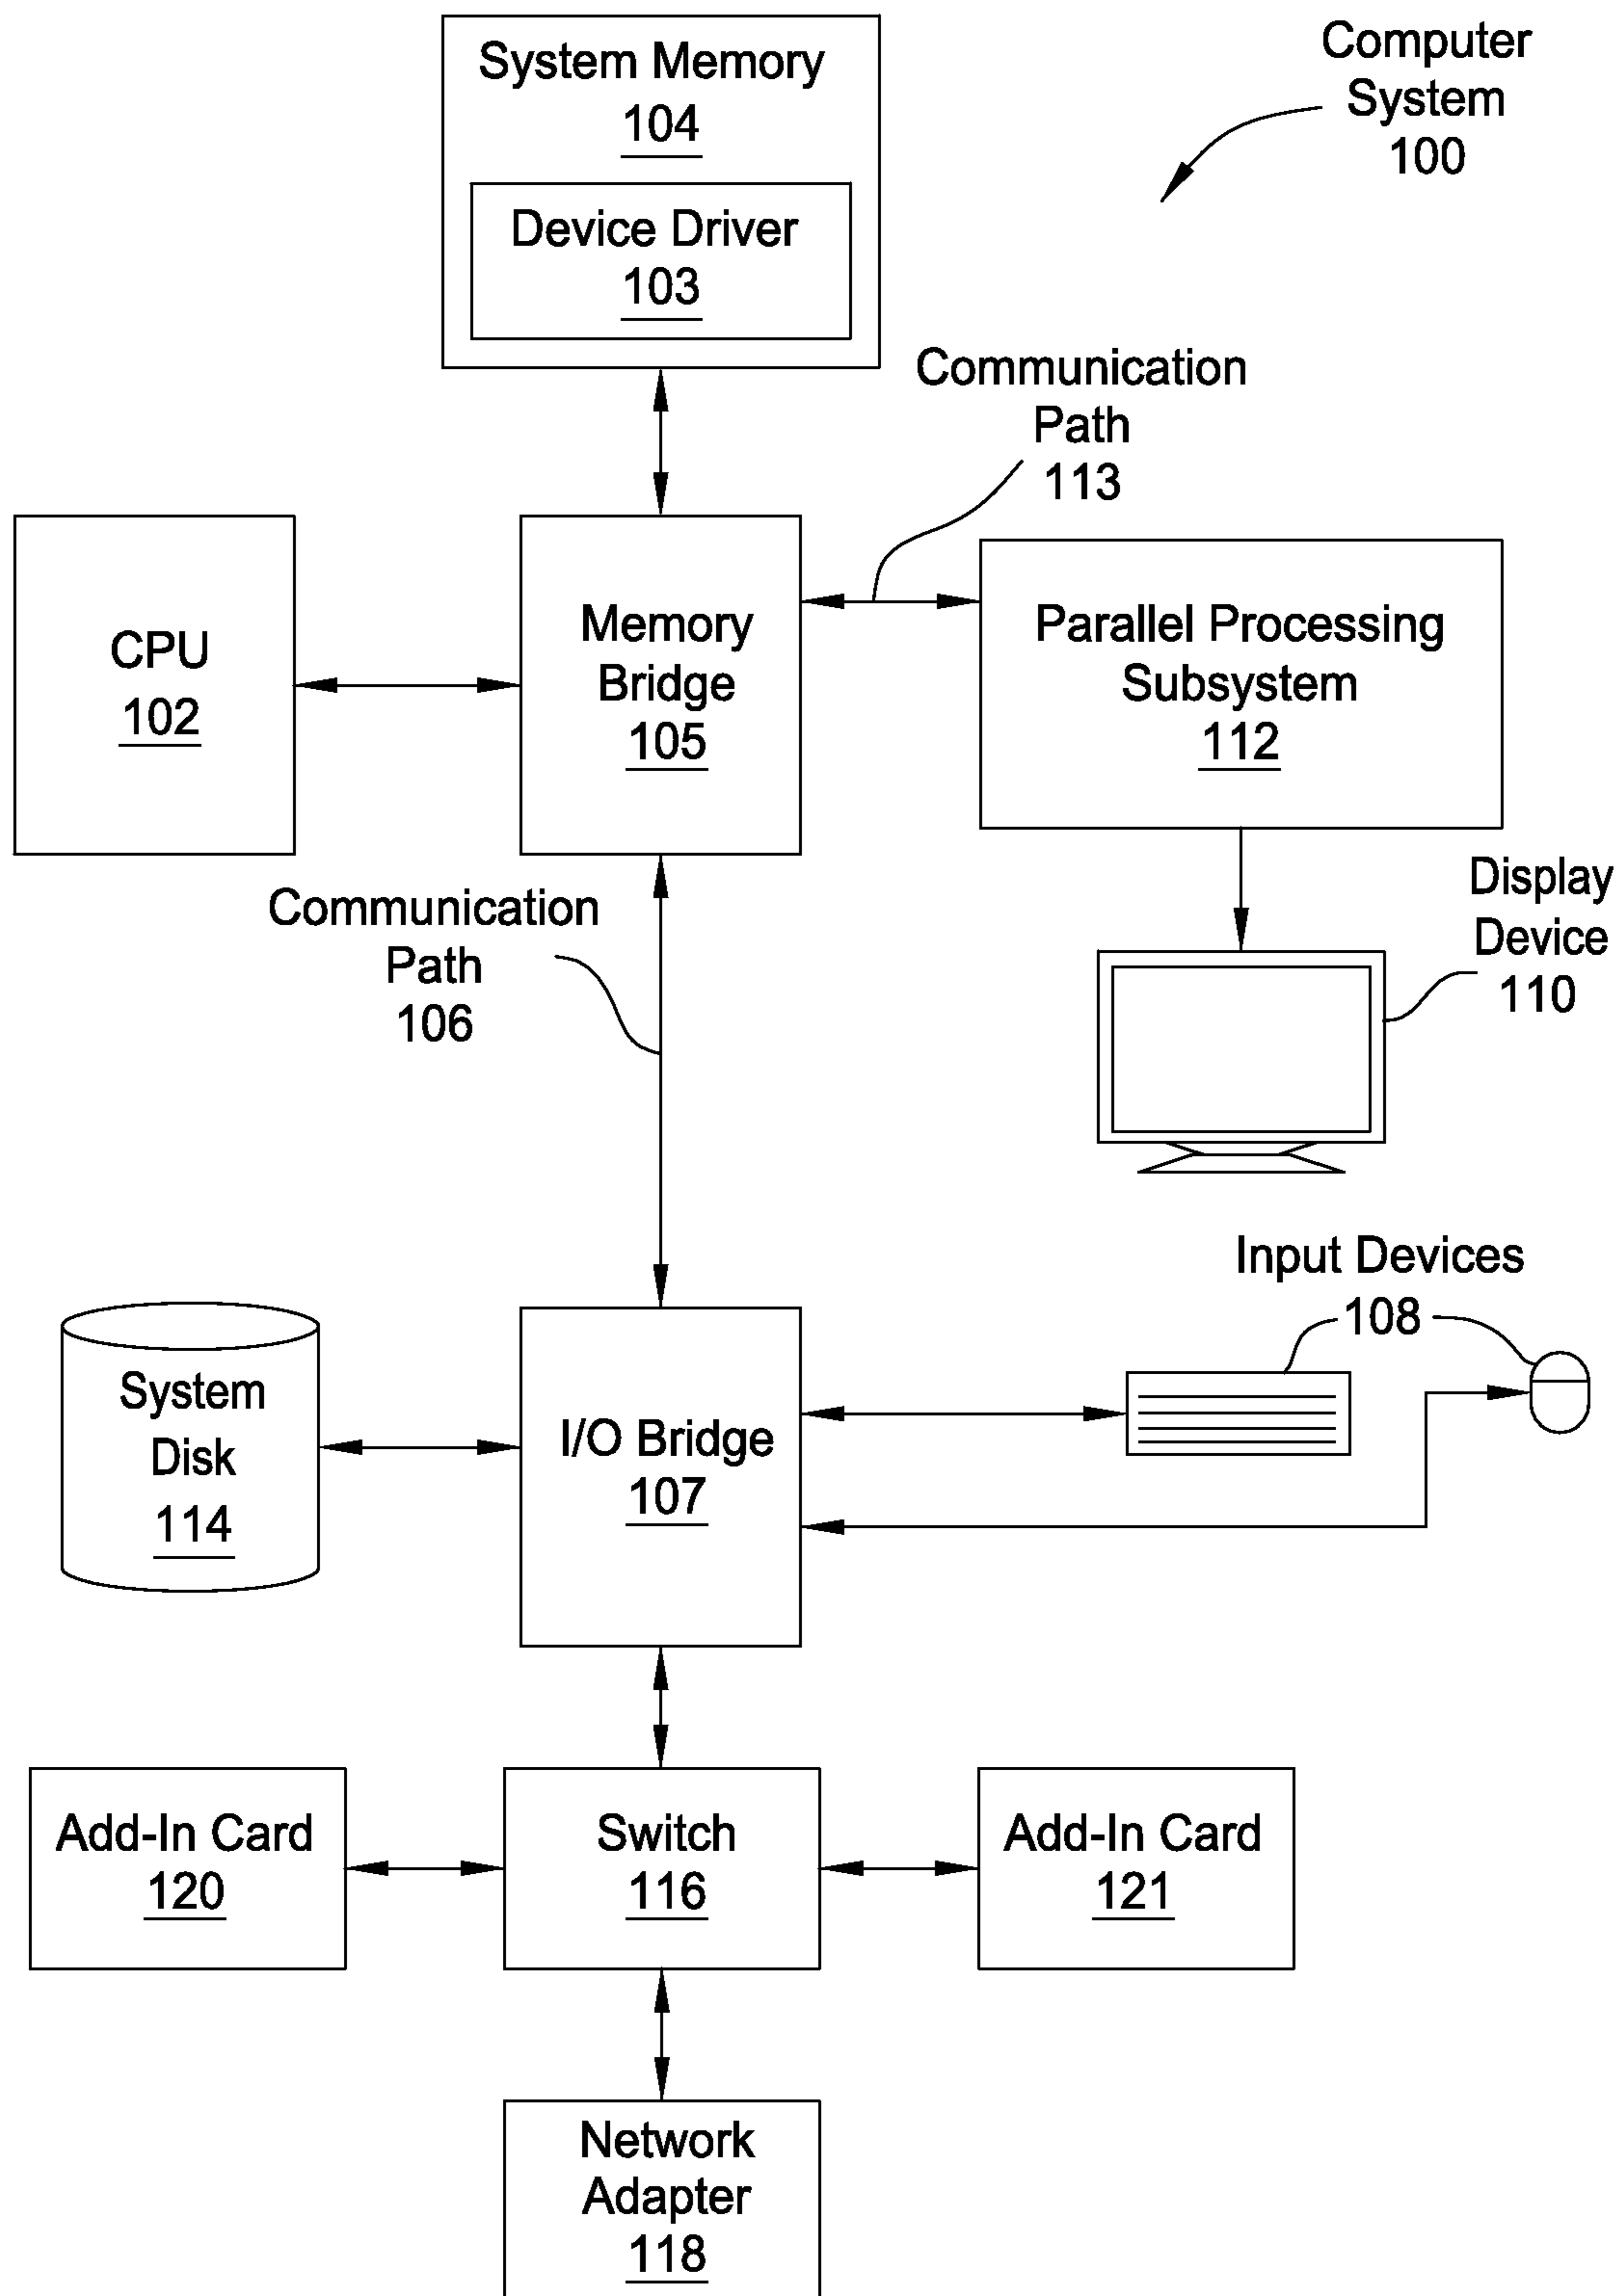 System Memory
104
Device Driver
103
Computer
System
100
Communication
Path
113
CPU
102
Memory
Bridge
105
Parallel Processing
Subsystem
112
Communication
Path
106
Display
Device
110
Input Devices
108
System
Disk
114
I/O Bridge
107
Add-In Card
120
Switch
116
Add-In Card
121
Network
Adapter
118